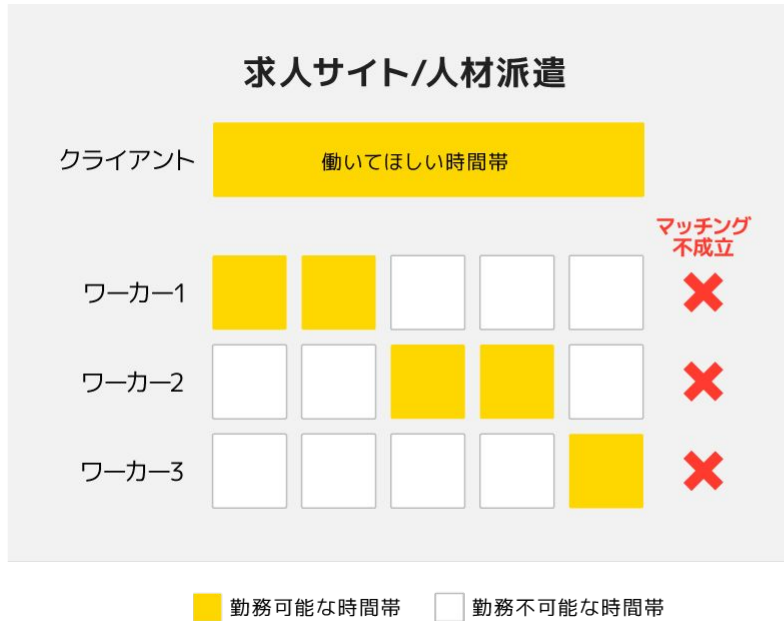 求人サイト/人材派遣
クライアント
働いてほしい時間帯
マッチング
不成立
ワーカー1
ワーカー2
ワーカー3
勤務可能な時間帯
勤務不可能な時間帯